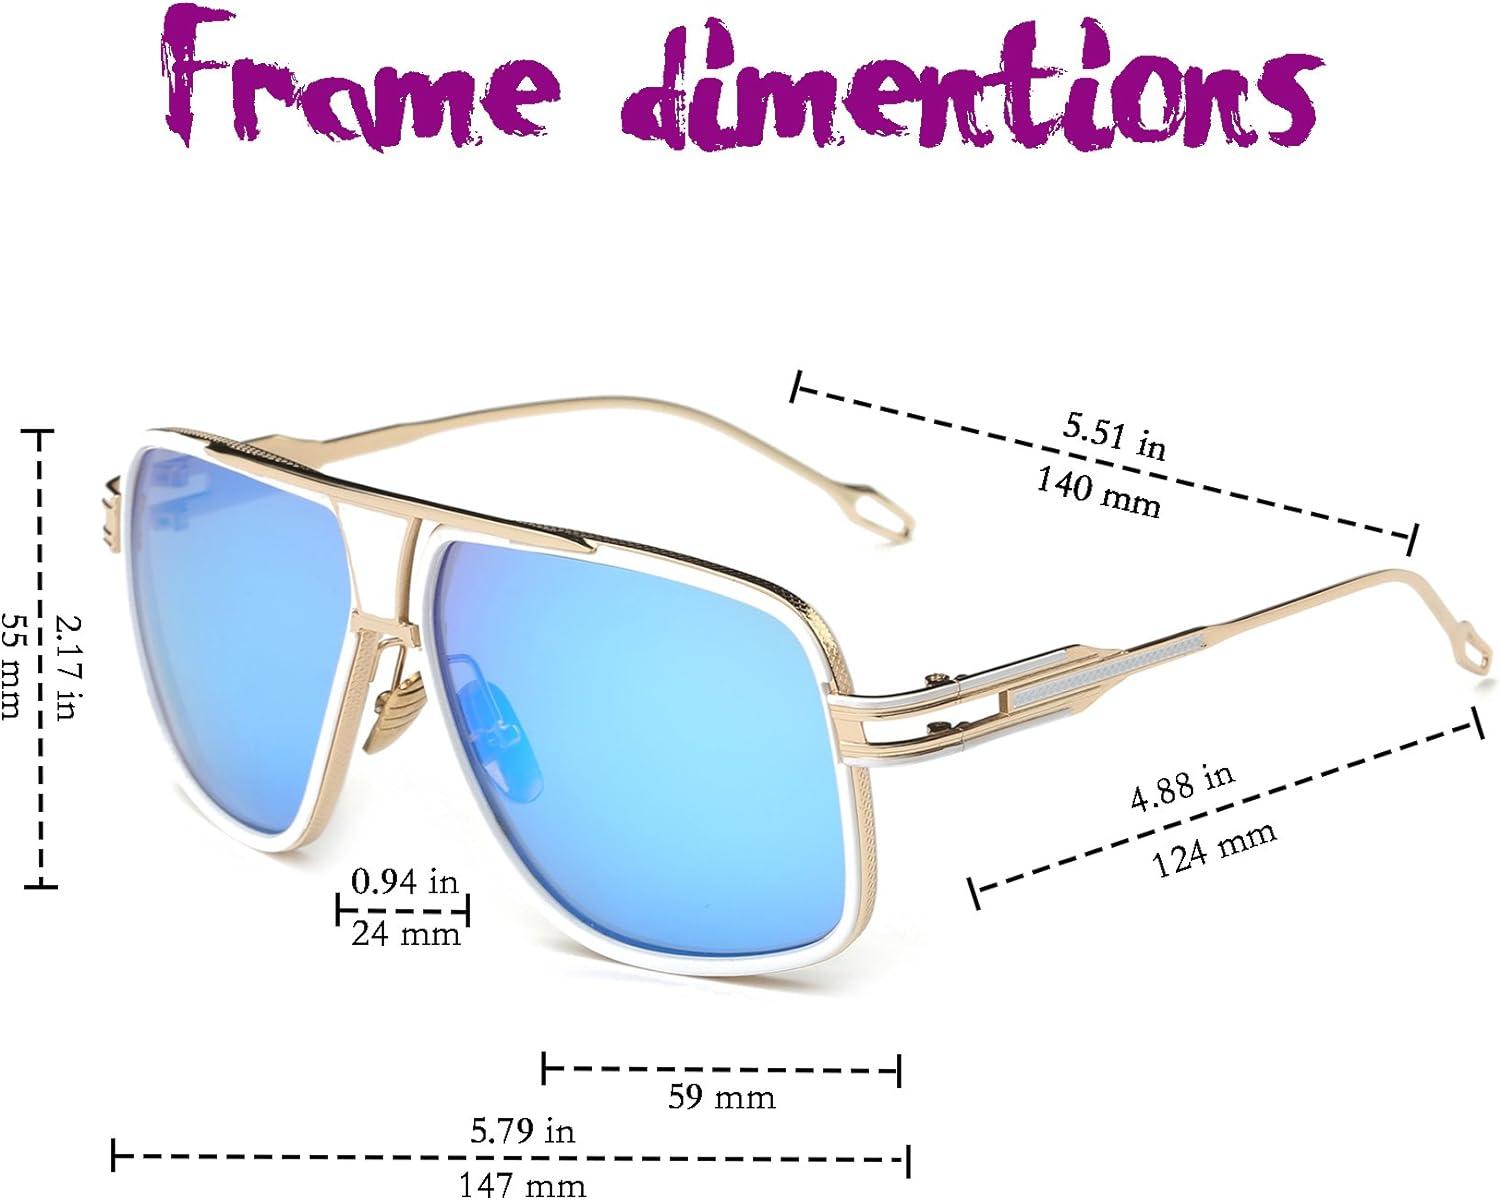 Frame dimentions
5.51 in
140 mm
2.17 in
55 mm
4.88 in
124 mm
0.94 in
24 mm
59 mm
5.79 in
147 mm